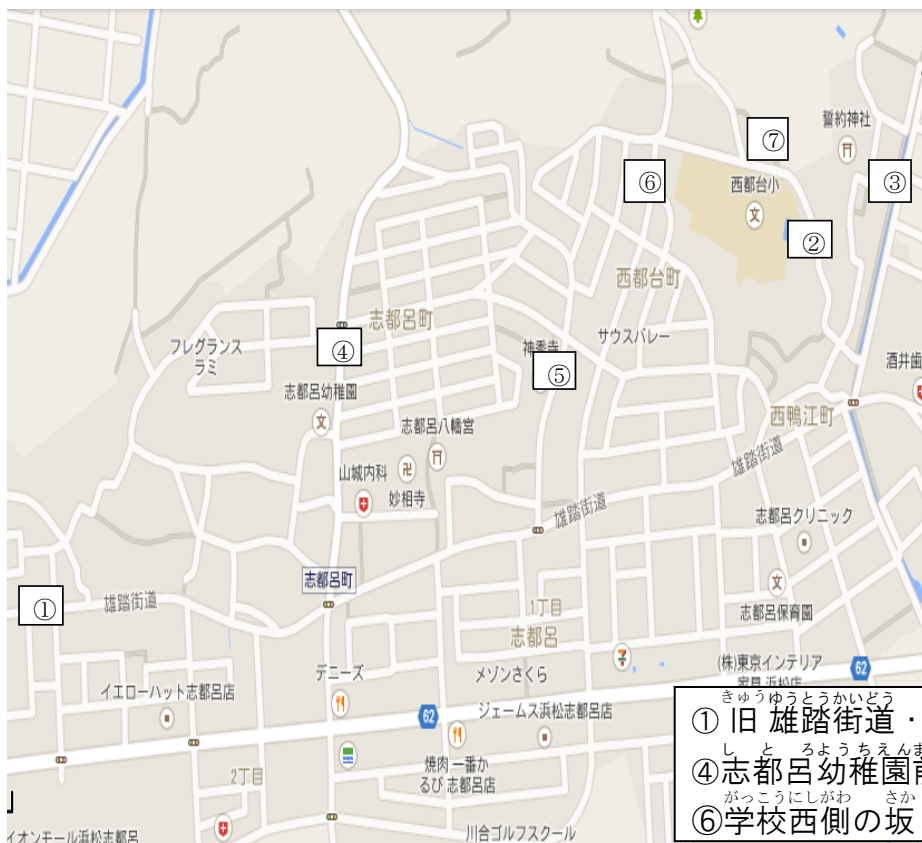 誓約神社
⑦
⑥
③
西都台小
②
西都台町
志都呂町
サウスバレー
フレグランス
ラミ
④
神秀寺
⑤
酒井歯
志都呂幼稚園
西鴨江町
志都呂八幡宮
雄踏街道
山城内科
妙相寺
雄踏街道
志都呂クリニック
志都呂町
①
雄踏街道
1丁目
志都呂
志都呂保育園
デニーズ
メゾンさくら
(株)東京インテリア
家具 浜松店
62
イエローハット志都呂店
62
ジェームス浜松志都呂店
焼肉 一番か
るび 志都呂店
2丁目
イオンモール浜松志都呂
川合ゴルフスクール
きゅうゆうとうかいどう
①旧 雄踏街道・
しとろようちえんま
④志都呂幼稚園前
がっこうにしがわ さか
⑥学校西側の坂